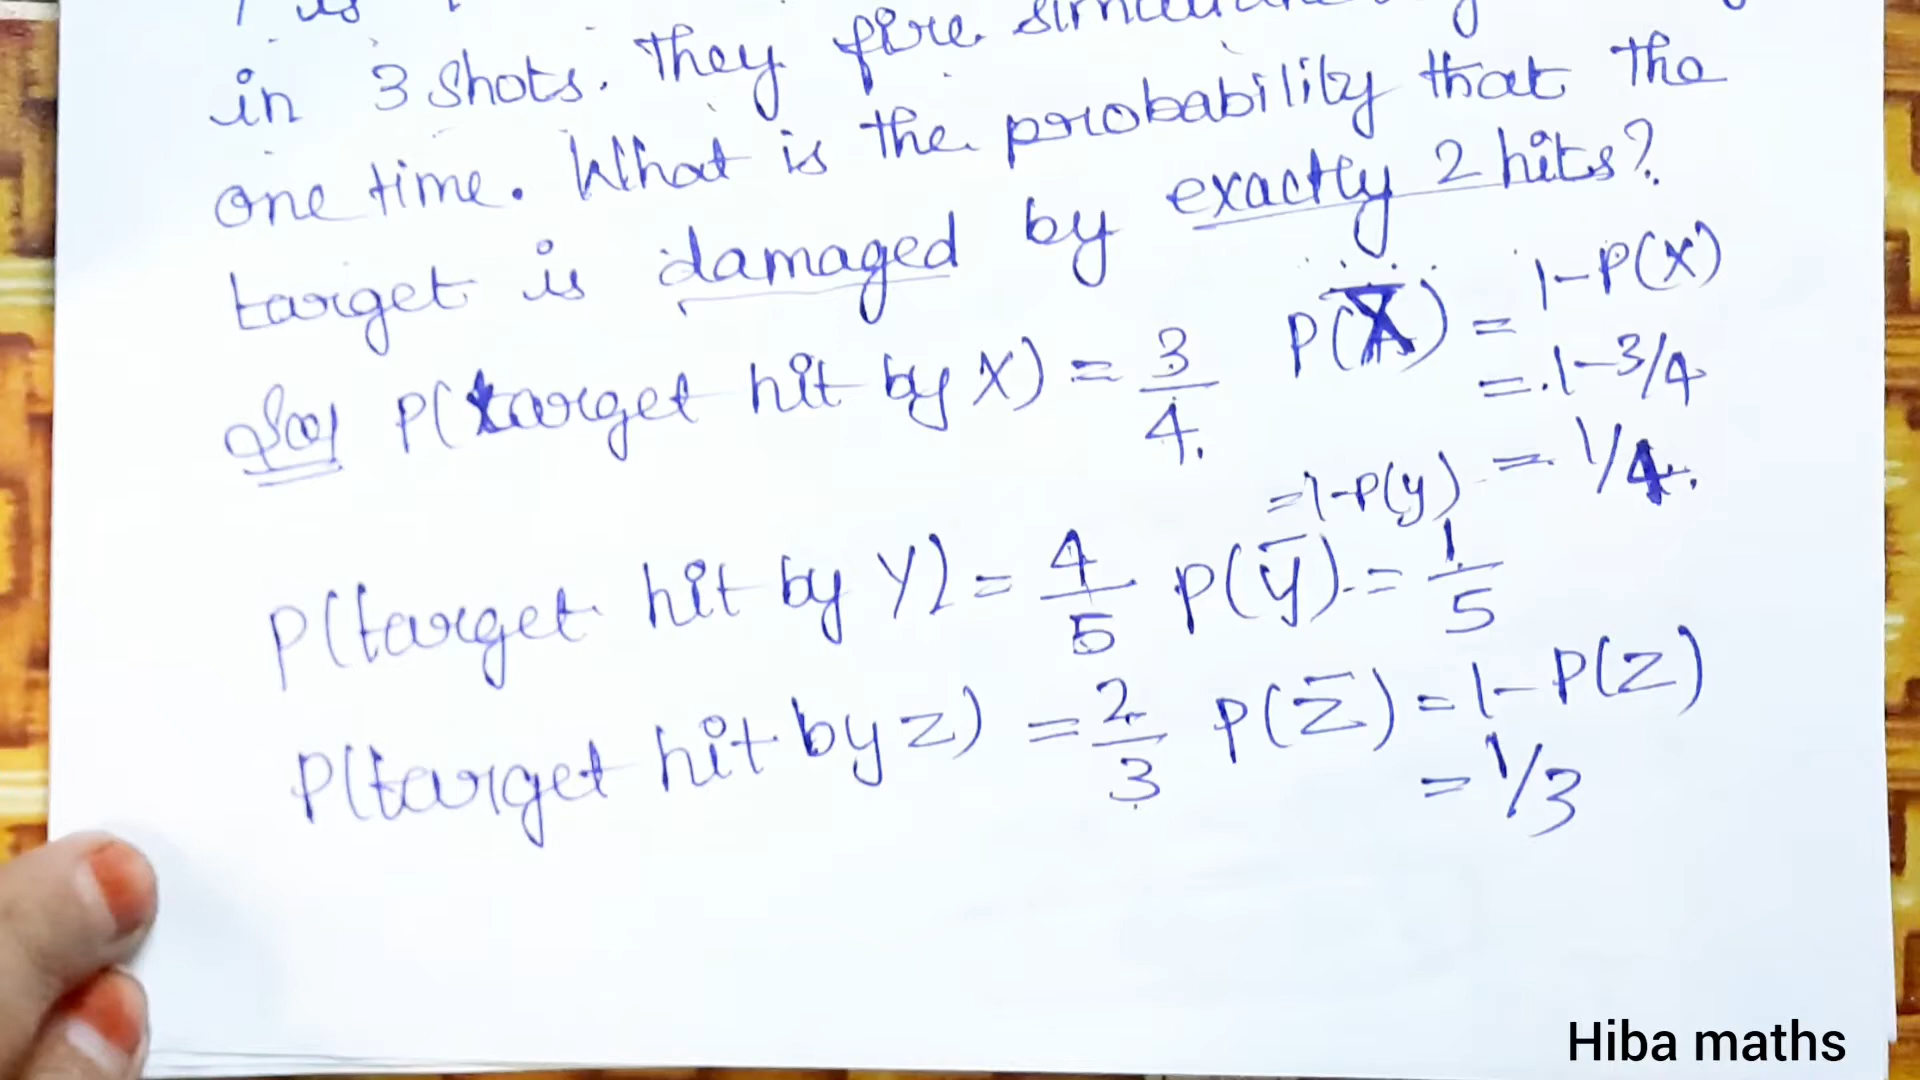 in 3 shots. They fire
one time. What is the probability that the
target is damaged by exactly 2 hits?
Sol P(target hit by X) = 3/4. P(X̄) = 1-P(X)
= 1-3/4
= 1/4.
P(target hit by Y) = 4/5 P(ȳ) = 1/5
=1-P(y)
P(target hit by z) = 2/3 P(z̄) = 1-P(z)
= 1/3
Hiba maths